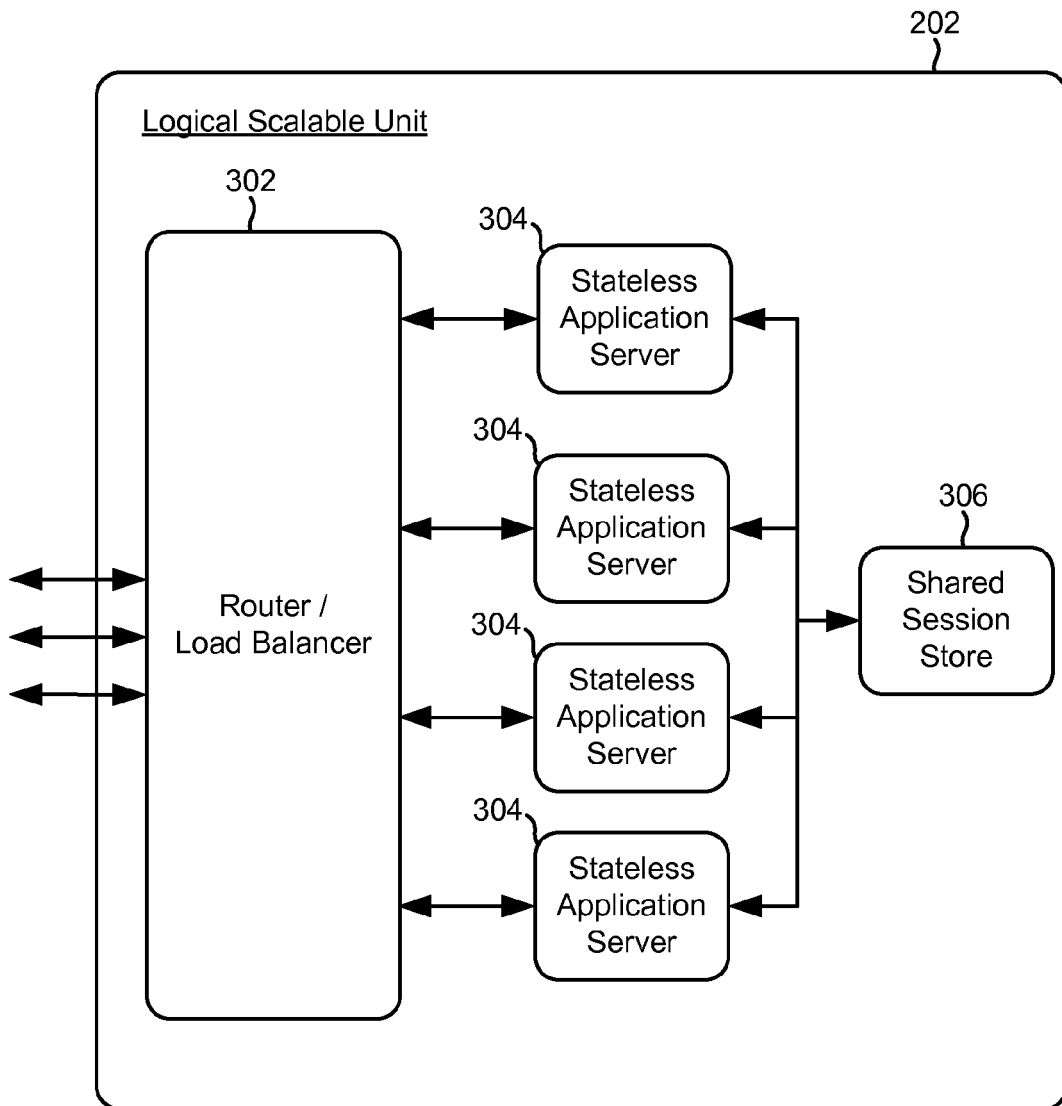 202
Logical Scalable Unit
302
304
Stateless
Application
Server
304
Stateless
Application
Server
306
Shared
Session
Store
Router /
Load Balancer
304
Stateless
Application
Server
304
Stateless
Application
Server